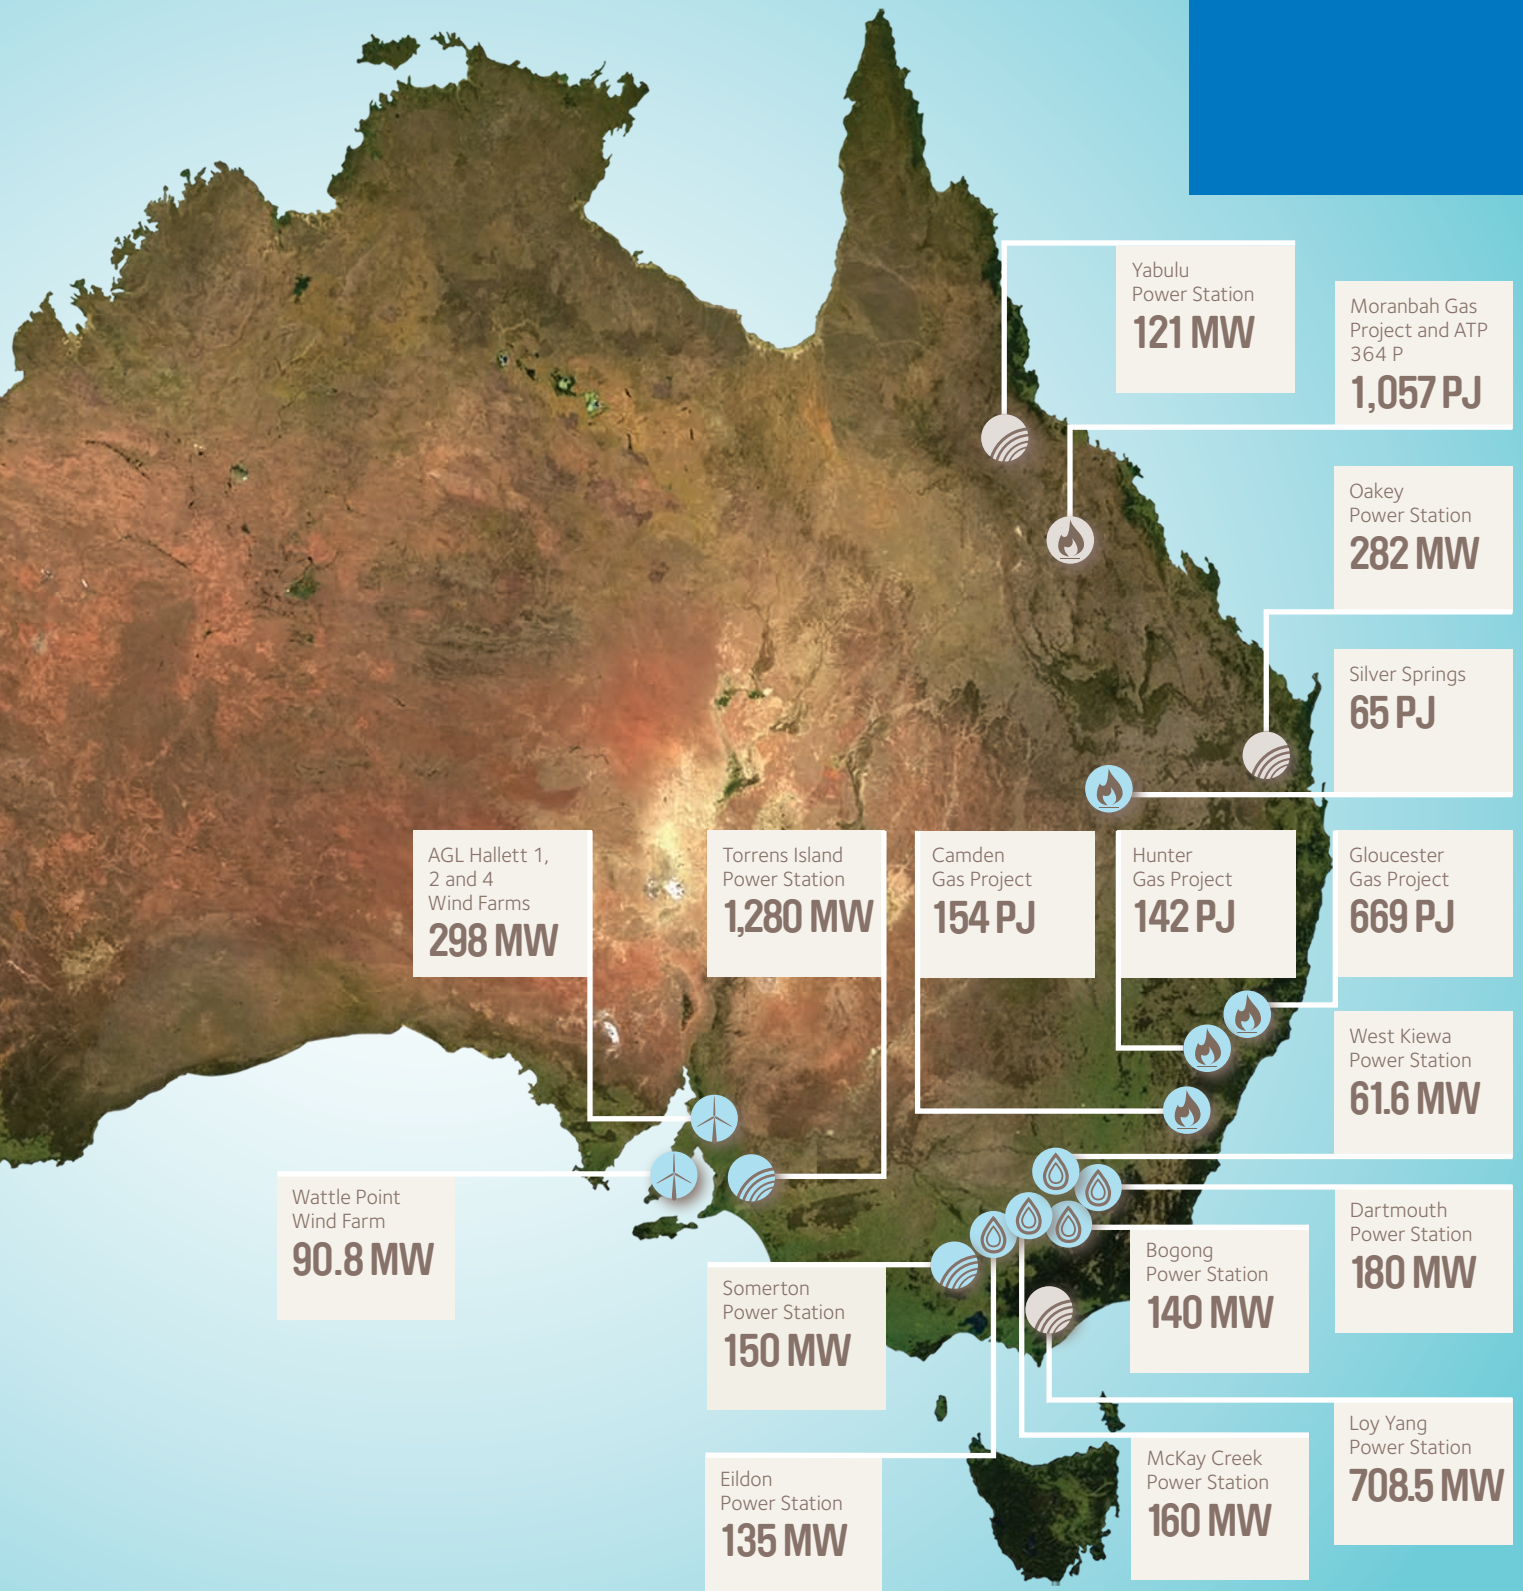 Yabulu
Power Station
121 MW
Moranbah Gas
Project and ATP
364 P
1,057 PJ
Oakey
Power Station
282 MW
Silver Springs
65 PJ
AGL Hallett 1,
2 and 4
Wind Farms
298 MW
Torrens Island
Power Station
1,280 MW
Camden
Gas Project
154 PJ
Hunter
Gas Project
142 PJ
Gloucester
Gas Project
669 PJ
West Kiewa
Power Station
61.6 MW
Wattle Point
Wind Farm
90.8 MW
Dartmouth
Power Station
180 MW
Bogong
Power Station
140 MW
Somerton
Power Station
150 MW
Loy Yang
Power Station
708.5 MW
McKay Creek
Power Station
160 MW
Eildon
Power Station
135 MW